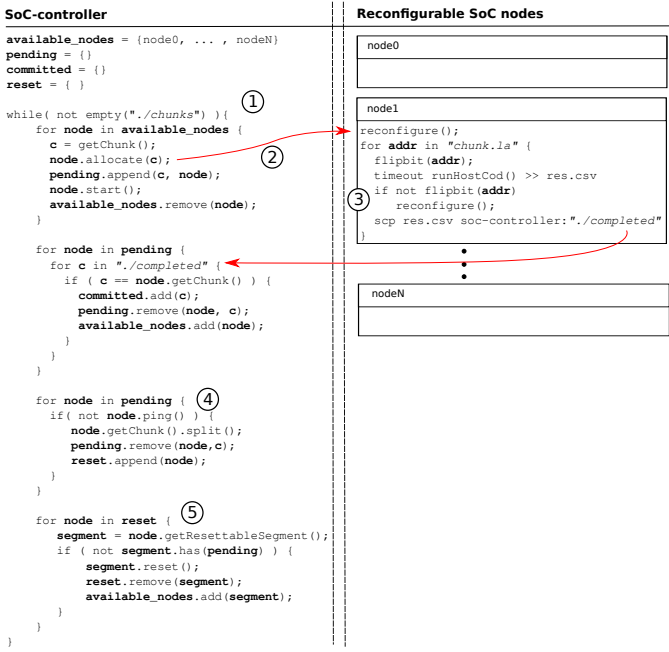 SoC-controller
available_nodes = {node0, ... , nodeN}
pending = {}
committed = {}
reset = { }
1
while( not empty("./chunks") ){
for node in available_nodes {
c = getChunk();
node.allocate(c);
2
pending.append(c, node);
node.start();
available_nodes.remove(node);
}
for node in pending {
for c in "./completed" {
if ( c == node.getChunk() ) {
committed.add(c);
pending.remove(node, c);
available_nodes.add(node);
}
}
}
for node in pending {
4
if( not node.ping() ) {
node.getChunk().split();
pending.remove(node,c);
reset.append(node);
}
}
for node in reset {
5
segment = node.getResettableSegment();
if ( not segment.has(pending) ) {
segment.reset();
reset.remove(segment);
available_nodes.add(segment);
}
}
}
Reconfigurable SoC nodes
node0
node1
reconfigure();
for addr in "chunk.la" {
flipbit(addr);
timeout runHostCod() >> res.csv
3
if not flipbit(addr)
reconfigure();
scp res.csv soc-controller:"./completed"
}
nodeN